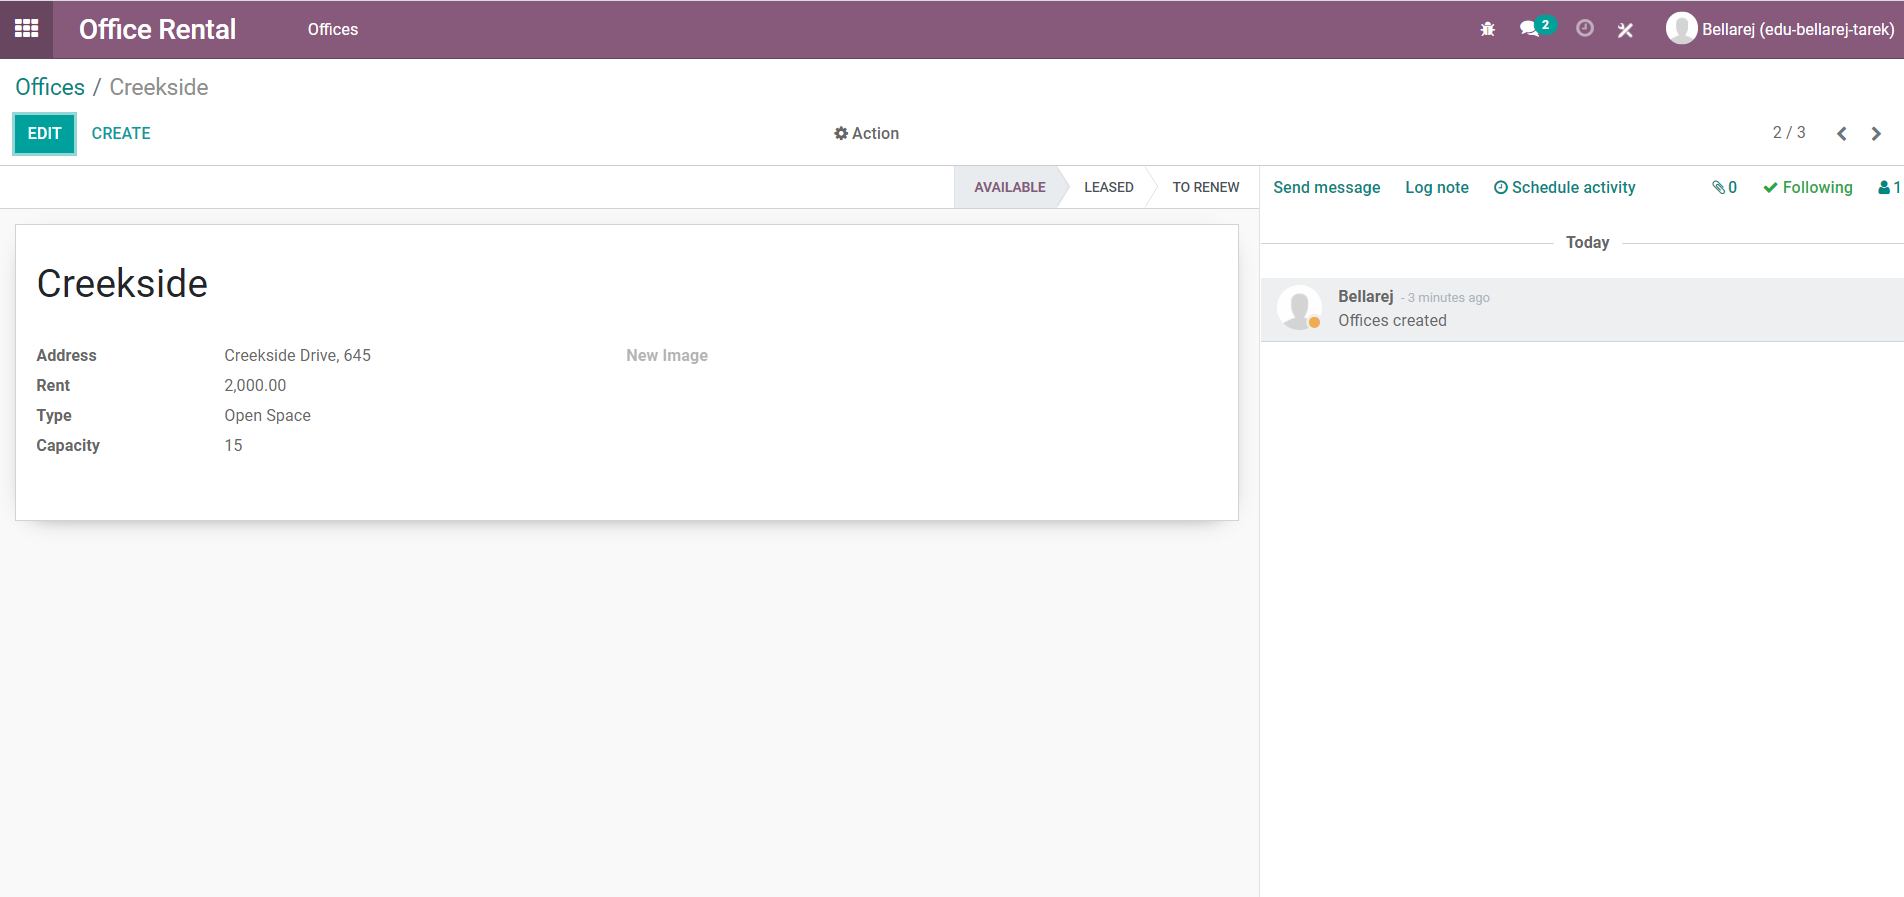 Office Rental Offices 2 Bellarej (edu-bellarej-tarek)
Offices / Creekside
EDIT CREATE Action 2 / 3
AVAILABLE LEASED TO RENEW Send message Log note Schedule activity 0 Following 1
Today
Creekside
Bellarej - 3 minutes ago
Offices created
Address Creekside Drive, 645 New Image
Rent 2,000.00
Type Open Space
Capacity 15